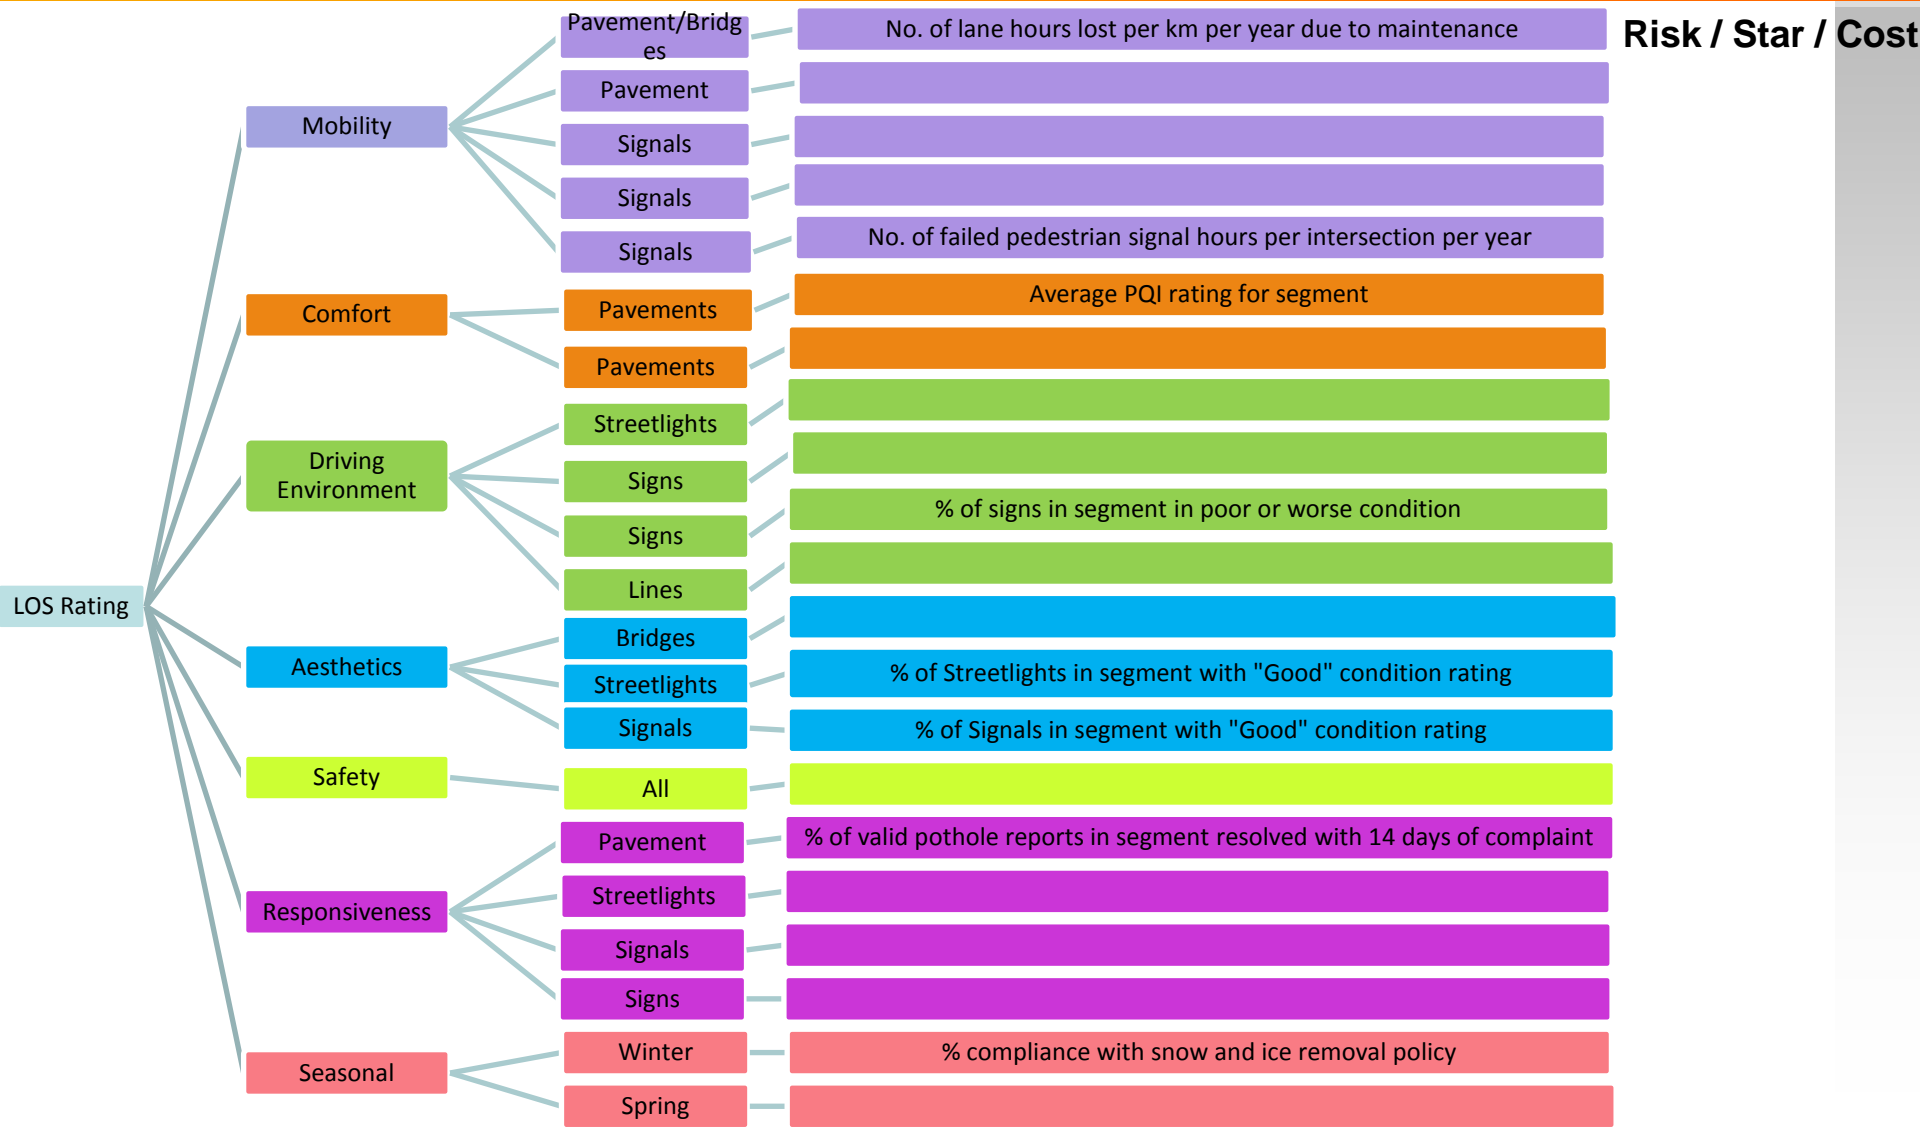 Risk / Star / Cost
LOS Rating
Mobility
Pavement/Bridg
es
No. of lane hours lost per km per year due to maintenance
Pavement
Signals
Signals
Signals
No. of failed pedestrian signal hours per intersection per year
Comfort
Pavements
Average PQI rating for segment
Pavements
Driving
Environment
Streetlights
Signs
Signs
% of signs in segment in poor or worse condition
Lines
Aesthetics
Bridges
Streetlights
% of Streetlights in segment with "Good" condition rating
Signals
% of Signals in segment with "Good" condition rating
Safety
All
Responsiveness
Pavement
% of valid pothole reports in segment resolved with 14 days of complaint
Streetlights
Signals
Signs
Seasonal
Winter
% compliance with snow and ice removal policy
Spring